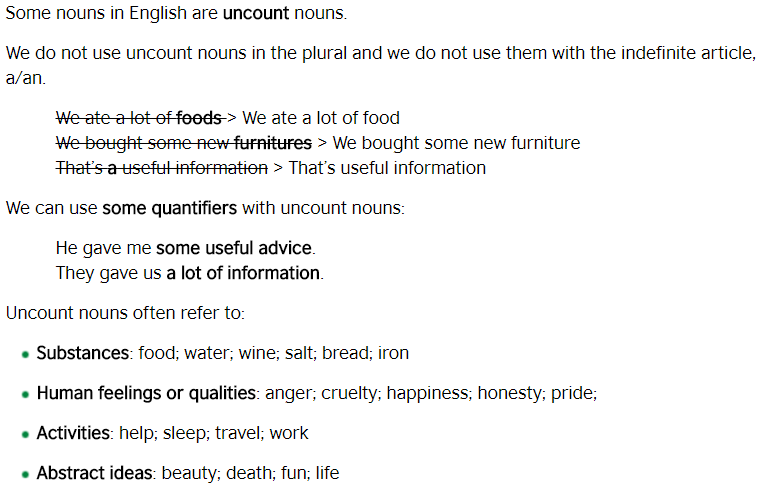 Some nouns in English are uncount nouns.
We do not use uncount nouns in the plural and we do not use them with the indefinite article,
a/an.
We ate a lot of foods > We ate a lot of food
We bought some new furnitures > We bought some new furniture
That's a useful information > That's useful information
We can use some quantifiers with uncount nouns:
He gave me some useful advice.
They gave us a lot of information.
Uncount nouns often refer to:
• Substances: food; water; wine; salt; bread; iron
• Human feelings or qualities: anger; cruelty; happiness; honesty; pride;
• Activities: help; sleep; travel; work
• Abstract ideas: beauty; death; fun; life